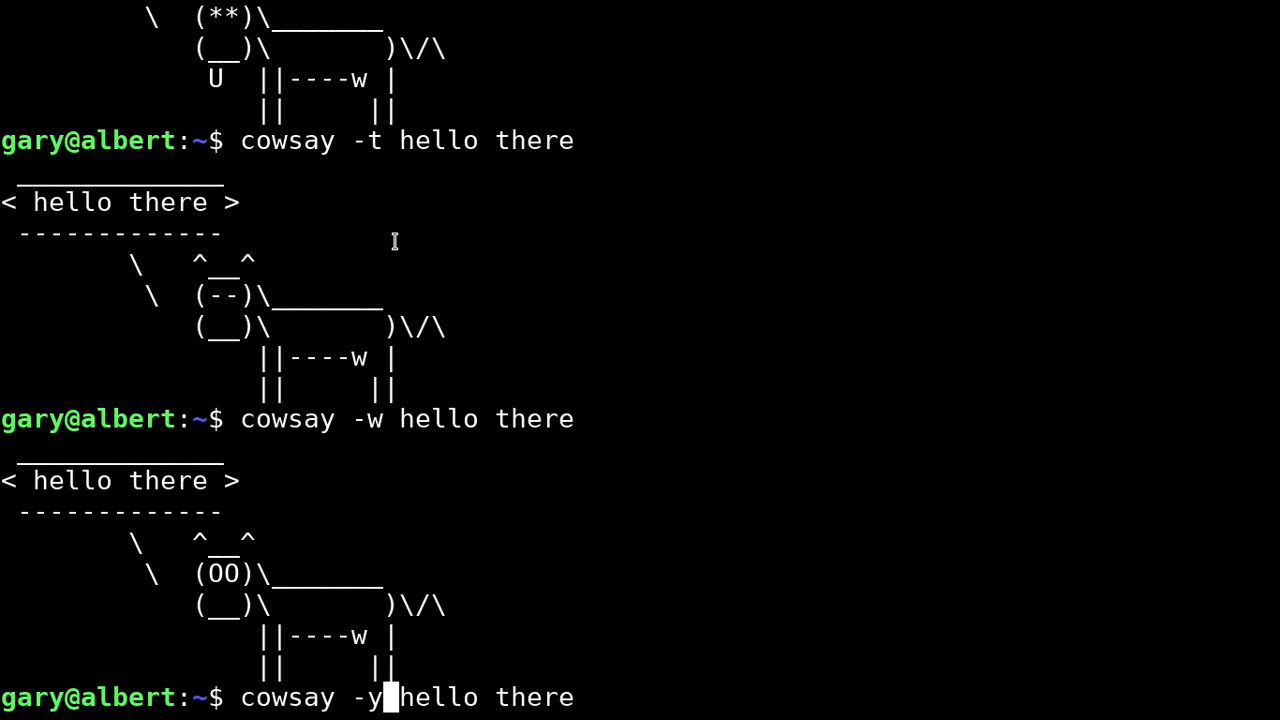 \  (**)\_______
            (__)\       )\/\
             U  ||----w |
                ||     ||
gary@albert:~$ cowsay -t hello there
 _____________
< hello there >
 -------------
        \   ^__^
         \  (--)\_______
            (__)\       )\/\
                ||----w |
                ||     ||
gary@albert:~$ cowsay -w hello there
 _____________
< hello there >
 -------------
        \   ^__^
         \  (OO)\_______
            (__)\       )\/\
                ||----w |
                ||     ||
gary@albert:~$ cowsay -y hello there